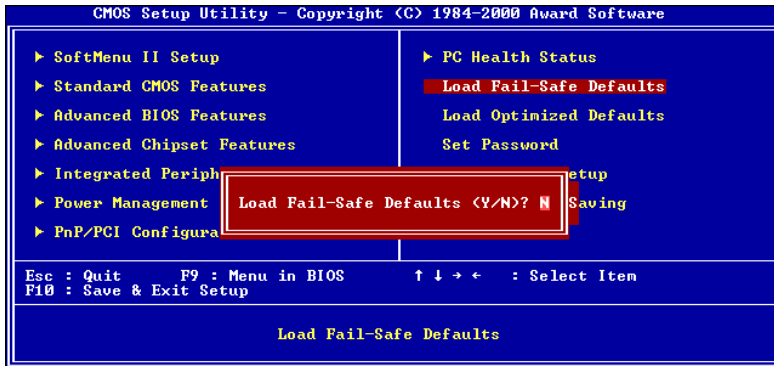 CMOS Setup Utility - Copyright (C) 1984-2000 Award Software
SoftMenu II Setup
Standard CMOS Features
Advanced BIOS Features
Advanced Chipset Features
Integrated Periph
Power Management
PnP/PCI Configura
PC Health Status
Load Fail-Safe Defaults
Load Optimized Defaults
Set Password
etup
Saving
Load Fail-Safe Defaults (Y/N)? N
Esc : Quit F9 : Menu in BIOS ↑ ↓ → ← : Select Item
F10 : Save & Exit Setup
Load Fail-Safe Defaults